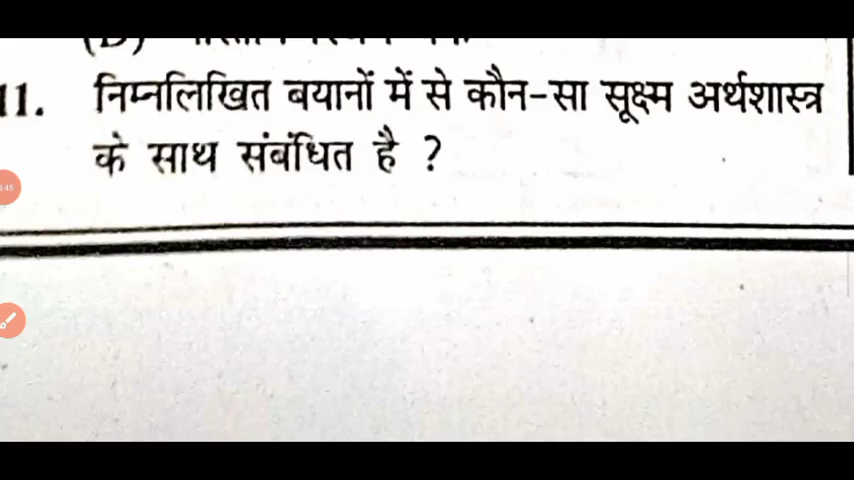 (D)
11. निम्नलिखित बयानों में से कौन-सा सूक्ष्म अर्थशास्त्र
के साथ संबंधित है ?